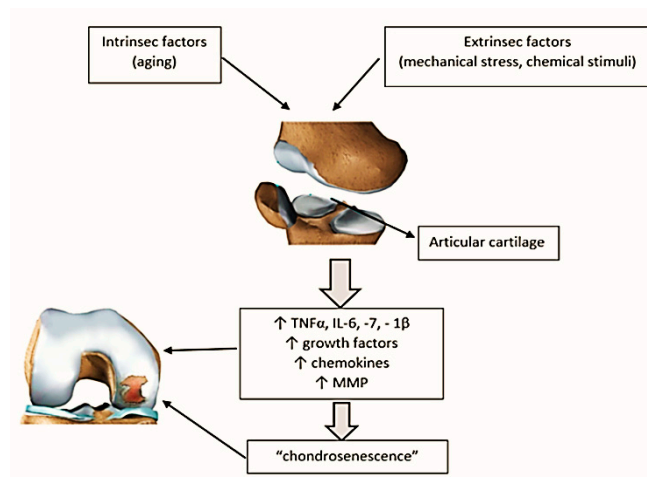 Intrinsec factors
(aging)
Extrinsec factors
(mechanical stress, chemical stimuli)
Articular cartilage
↑ TNFα, IL-6, -7, - 1β
↑ growth factors
↑ chemokines
↑ MMP
“chondrosenescence”